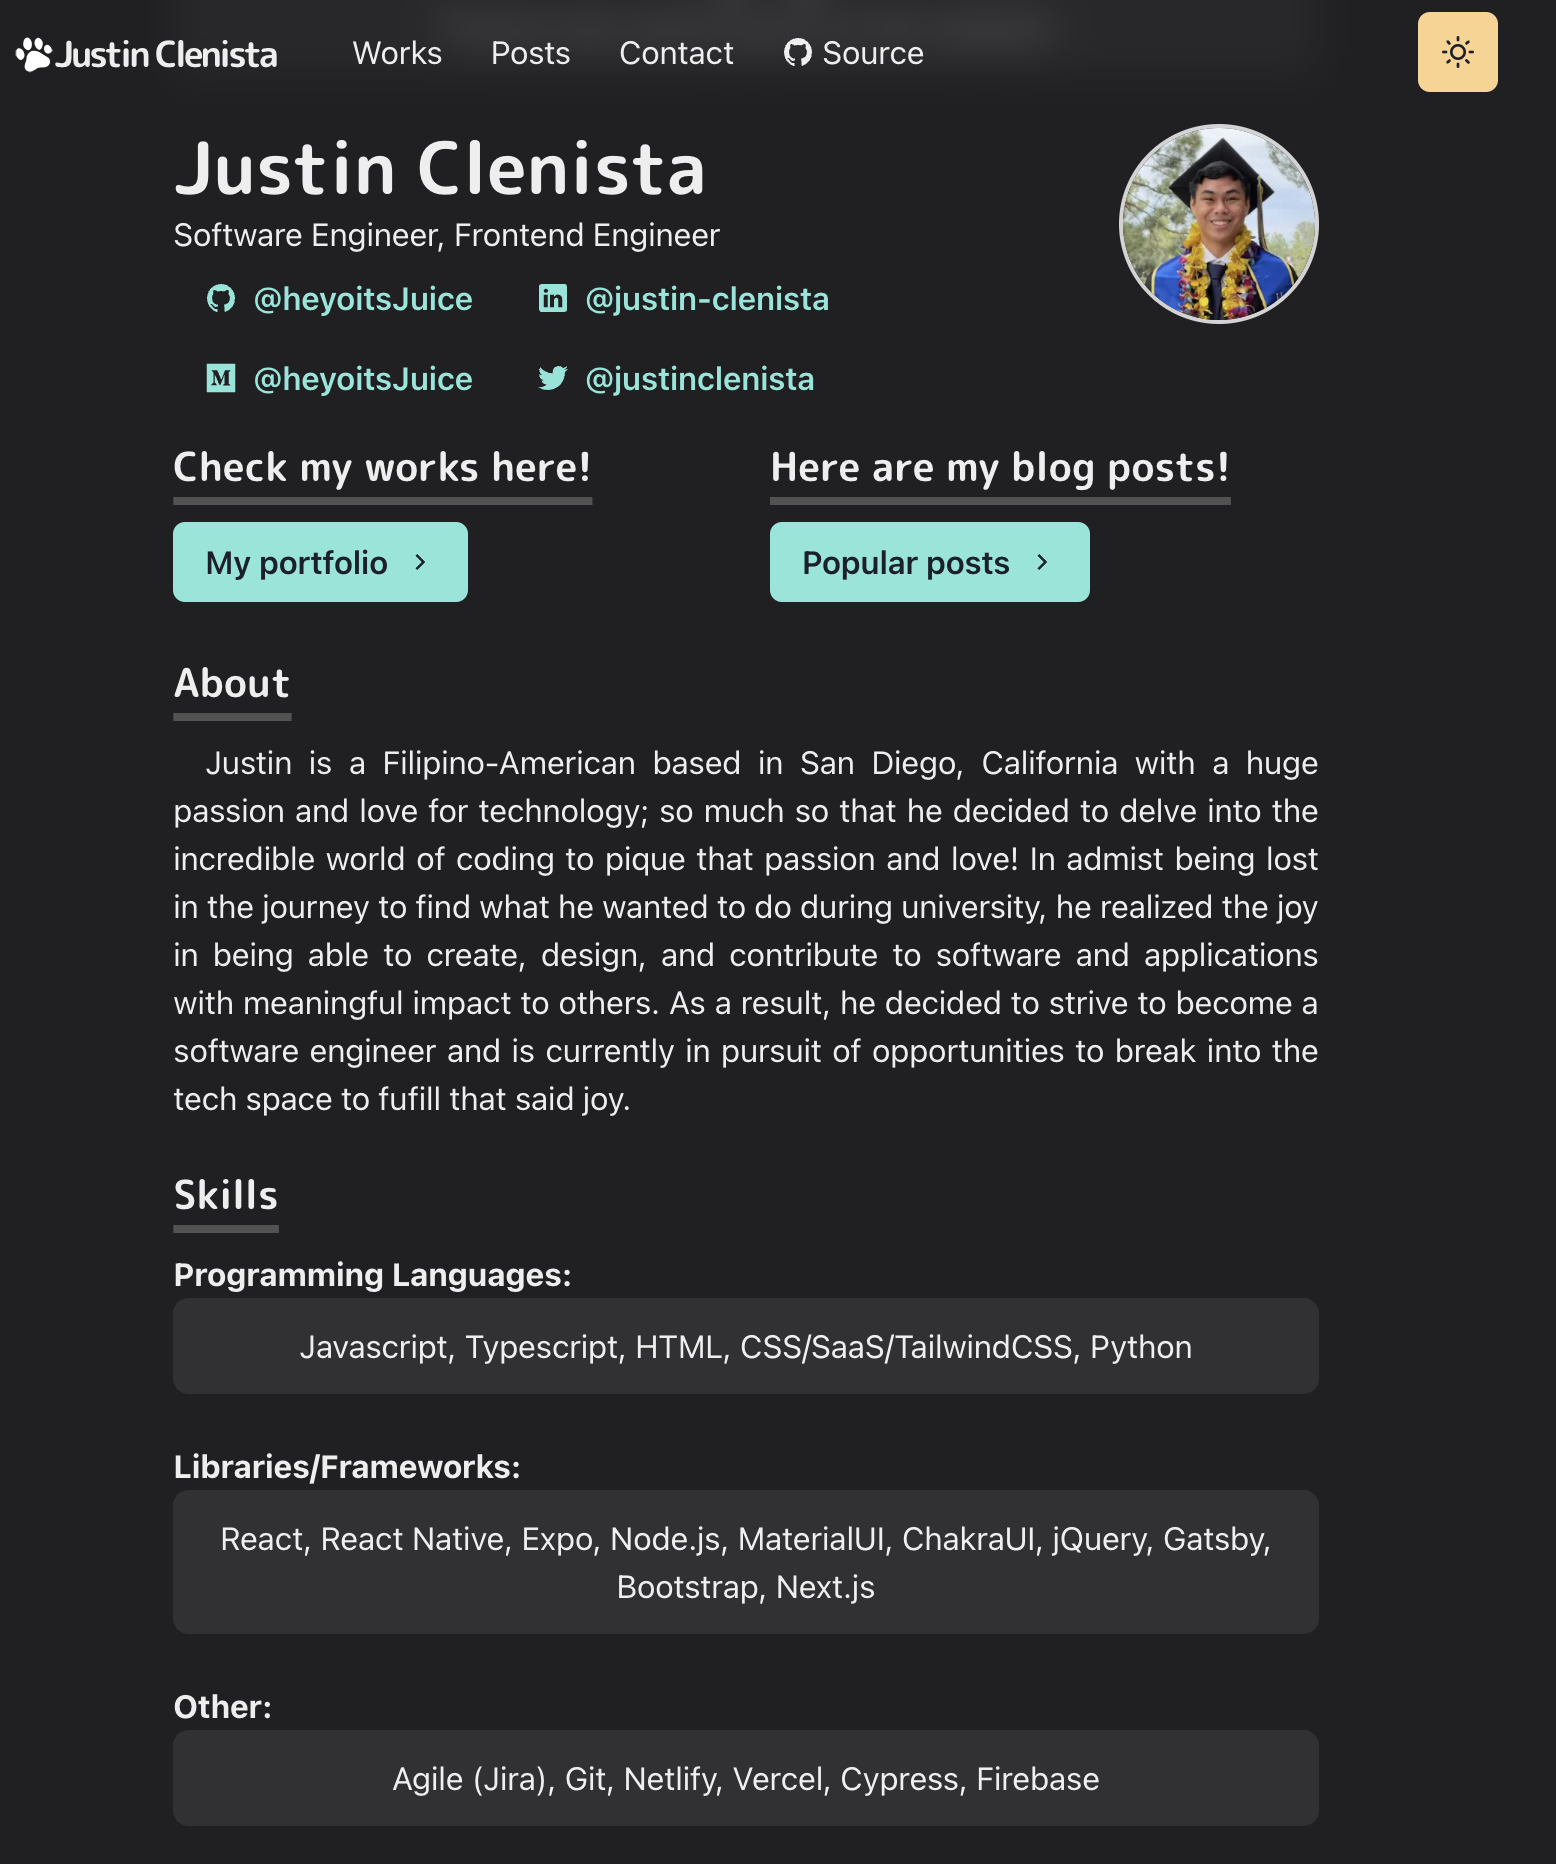 Justin Clenista
Works
Posts
Contact
Source
Justin Clenista
Software Engineer, Frontend Engineer
@heyoitsJuice
@justin-clenista
@heyoitsJuice
@justinclenista
Check my works here!
My portfolio
Here are my blog posts!
Popular posts
About
Justin is a Filipino-American based in San Diego, California with a huge
passion and love for technology; so much so that he decided to delve into the
incredible world of coding to pique that passion and love! In admist being lost
in the journey to find what he wanted to do during university, he realized the joy
in being able to create, design, and contribute to software and applications
with meaningful impact to others. As a result, he decided to strive to become a
software engineer and is currently in pursuit of opportunities to break into the
tech space to fufill that said joy.
Skills
Programming Languages:
Javascript, Typescript, HTML, CSS/SaaS/TailwindCSS, Python
Libraries/Frameworks:
React, React Native, Expo, Node.js, MaterialUI, ChakraUI, jQuery, Gatsby,
Bootstrap, Next.js
Other:
Agile (Jira), Git, Netlify, Vercel, Cypress, Firebase